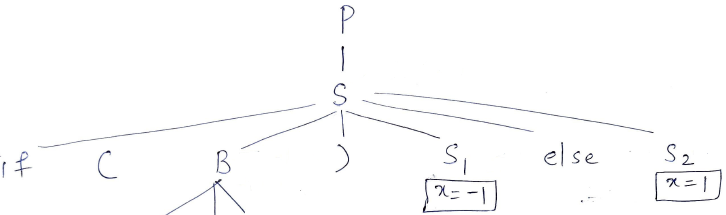 P
S
if ( B ) S₁ else S₂
x=-1 x=1